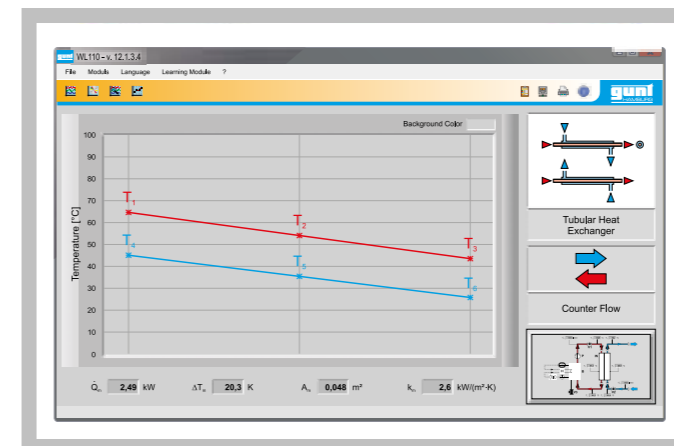 WL110 – v. 12.1.3.4
File Moduls Language Learning Module ?
gunt
HAMBURG
Background Color
100
90
80
70
60
50
40
30
20
10
0
Temperature [°C]
T1
T2
T3
T4
T5
T6
Tubular Heat
Exchanger
Counter Flow
Q̇m 2,49 kW ΔTm 20,3 K Am 0,048 m² km 2,6 kW/(m²·K)